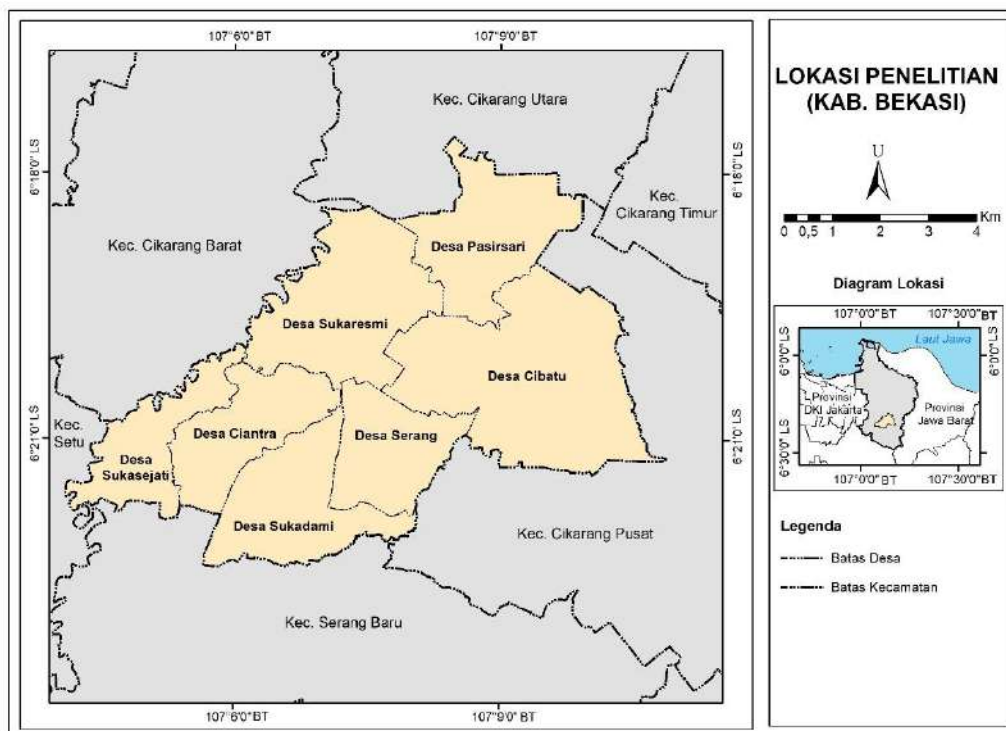 107°6'0"BT
107°9'0"BT
6°18'0"LS
6°18'0"LS
Kec. Cikarang Utara
Kec.
Cikarang Timur
Kec. Cikarang Barat
Desa Pasirsari
Desa Sukaresmi
Desa Cibatu
Kec.
Setu
Desa Ciantra
Desa Serang
Desa
Sukasejati
Desa Sukadami
Kec. Cikarang Pusat
Kec. Serang Baru
6°21'0"LS
6°21'0"LS
107°6'0"BT
107°9'0"BT
LOKASI PENELITIAN
(KAB. BEKASI)
U
Km
0 0,5 1 2 3 4
Diagram Lokasi
107°0'0"BT
107°30'0"BT
6°0'0"LS
6°0'0"LS
Laut Jawa
Provinsi
DKI Jakarta
Provinsi
Jawa Barat
6°30'0"LS
6°30'0"LS
107°0'0"BT
107°30'0"BT
Legenda
Batas Desa
Batas Kecamatan